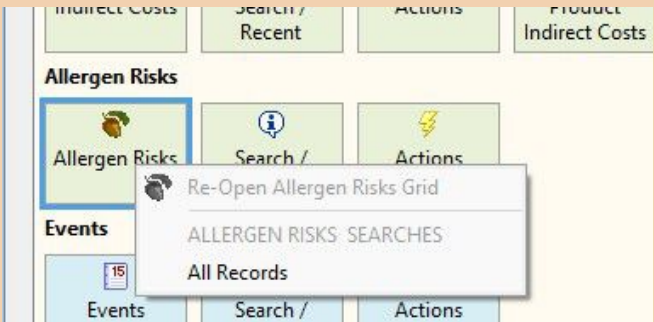 Indirect Costs
Search /
Recent
Actions
Product
Indirect Costs
Allergen Risks
Allergen Risks
Search /
Actions
Re-Open Allergen Risks Grid
ALLERGEN RISKS SEARCHES
All Records
Events
15
Events
Search /
Actions